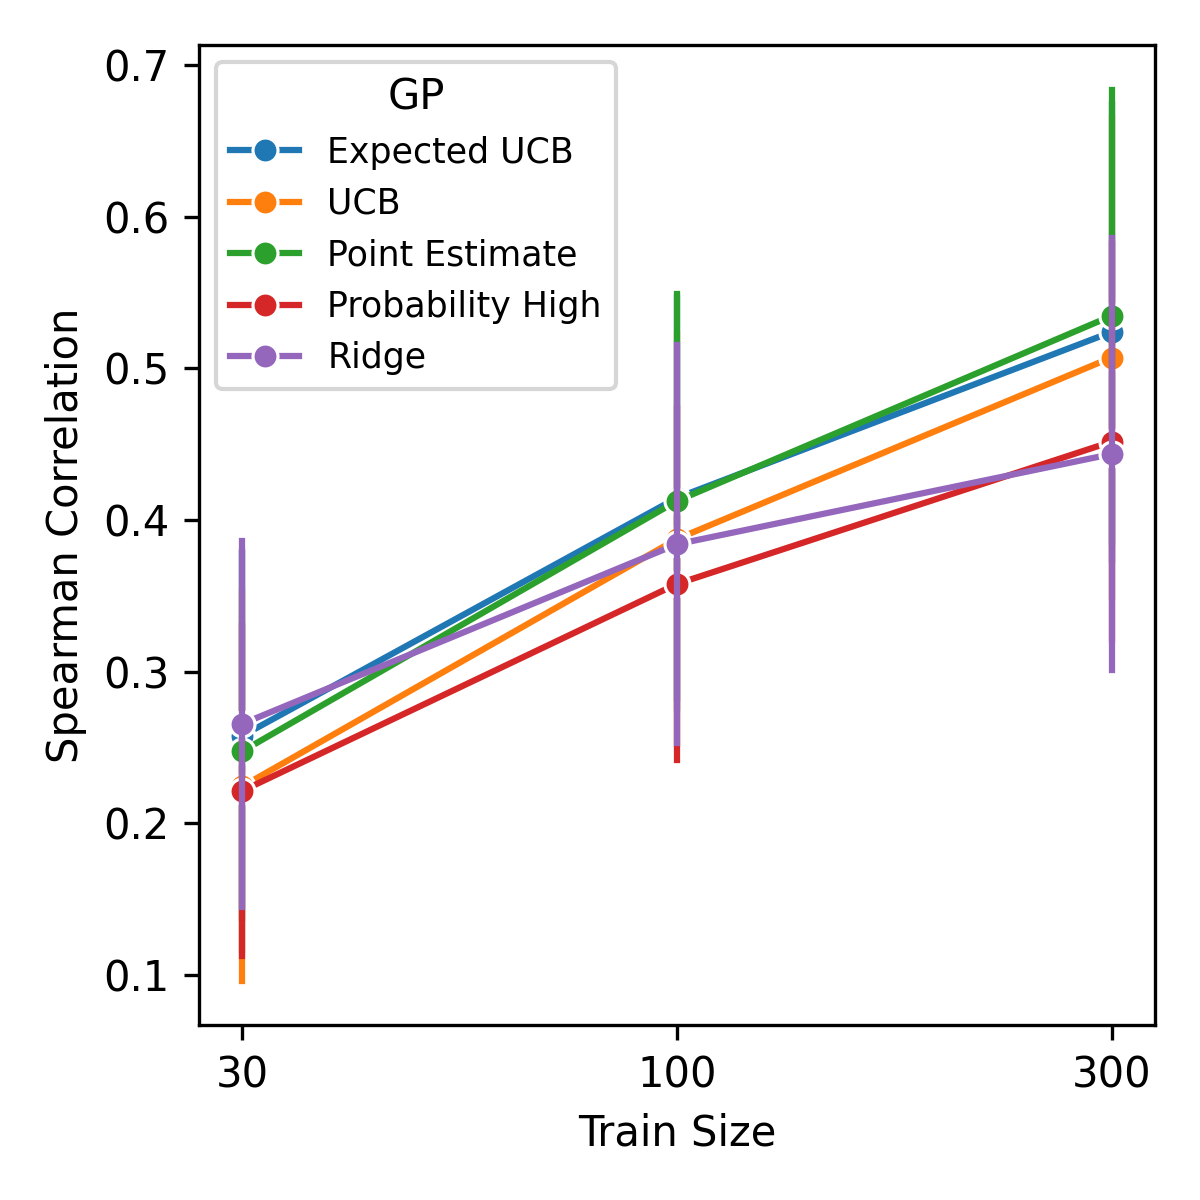 GP
Expected UCB
UCB
Point Estimate
Probability High
Ridge
Spearman Correlation
0.7
0.6
0.5
0.4
0.3
0.2
0.1
30
100
300
Train Size